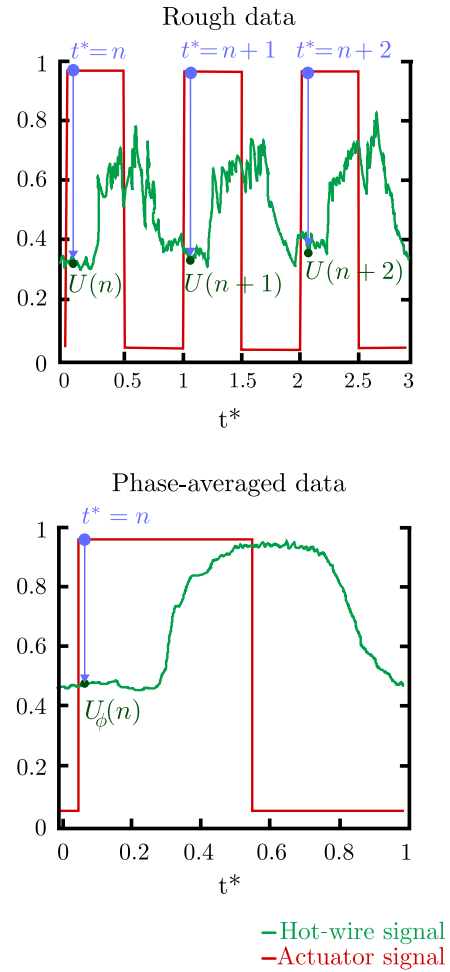 Rough data
t*=n t*=n+1 t*=n+2
1
0.8
0.6
0.4
0.2
0
U(n) U(n+1) U(n+2)
0 0.5 1 1.5 2 2.5 3
t*
Phase-averaged data
t* = n
1
0.8
0.6
0.4
0.2
0
Uϕ(n)
0 0.2 0.4 0.6 0.8 1
t*
Hot-wire signal
Actuator signal